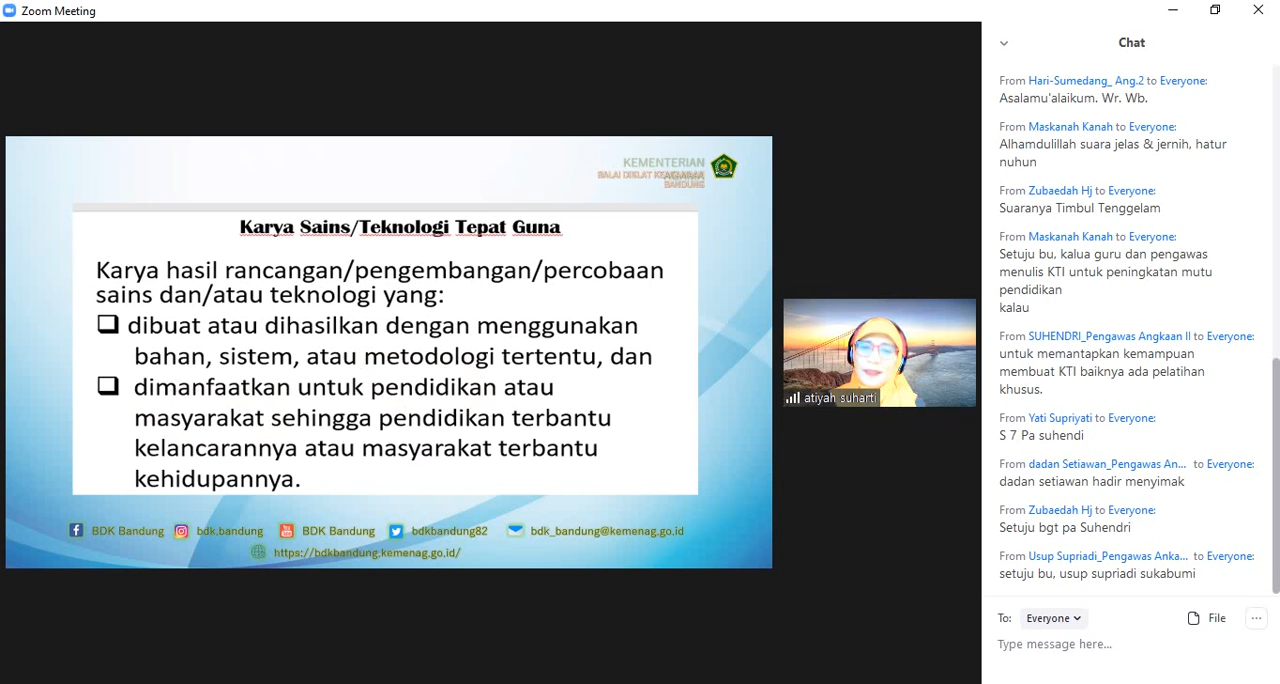 Zoom Meeting
KEMENTERIAN
BALAI DIKLAT KEAGAMAAN
BANDUNG
Karya Sains/Teknologi Tepat Guna
Karya hasil rancangan/pengembangan/percobaan
sains dan/atau teknologi yang:
dibuat atau dihasilkan dengan menggunakan
bahan, sistem, atau metodologi tertentu, dan
dimanfaatkan untuk pendidikan atau
masyarakat sehingga pendidikan terbantu
kelancarannya atau masyarakat terbantu
kehidupannya.
BDK Bandung bdk.bandung BDK Bandung bdkbandung82 bdk_bandung@kemenag.go.id
https://bdkbandung.kemenag.go.id/
atiyah suharti
Chat
From Hari-Sumedang_ Ang.2 to Everyone:
Asalamu'alaikum. Wr. Wb.
From Maskanah Kanah to Everyone:
Alhamdulillah suara jelas & jernih, hatur
nuhun
From Zubaedah Hj to Everyone:
Suaranya Timbul Tenggelam
From Maskanah Kanah to Everyone:
Setuju bu, kalua guru dan pengawas
menulis KTI untuk peningkatan mutu
pendidikan
kalau
From SUHENDRI_Pengawas Angkaan II to Everyone:
untuk memantapkan kemampuan
membuat KTI baiknya ada pelatihan
khusus.
From Yati Supriyati to Everyone:
S 7 Pa suhendi
From dadan Setiawan_Pengawas An... to Everyone:
dadan setiawan hadir menyimak
From Zubaedah Hj to Everyone:
Setuju bgt pa Suhendri
From Usup Supriadi_Pengawas Anka... to Everyone:
setuju bu, usup supriadi sukabumi
To: Everyone File
Type message here...